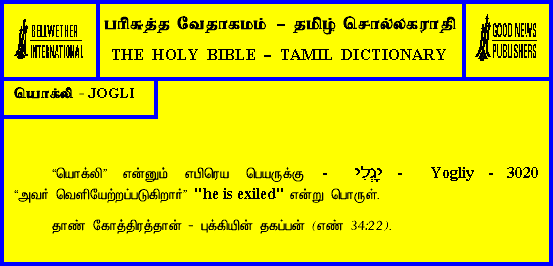 BELLWETHER
INTERNATIONAL
பரிசுத்த வேதாகமம் – தமிழ் சொல்லகராதி
THE HOLY BIBLE – TAMIL DICTIONARY
GOOD NEWS
PUBLISHERS
யொக்லி - JOGLI
“யொக்லி” என்னும் எபிரெய பெயருக்கு - יָגְלִי - Yogliy - 3020
“அவர் வெளியேற்றப்படுகிறார்” "he is exiled" என்று பொருள்.
தாண் கோத்திரத்தான் - புக்கியின் தகப்பன் (எண் 34:22).